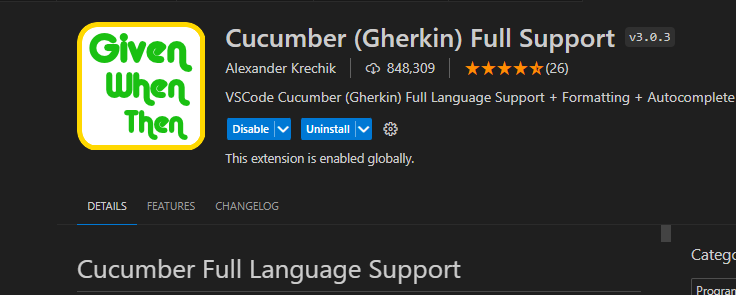 Given
When
Then
Cucumber (Gherkin) Full Support v3.0.3
Alexander Krechik 848,309 (26)
VSCode Cucumber (Gherkin) Full Language Support + Formatting + Autocomplete
Disable Uninstall
This extension is enabled globally.
DETAILS FEATURES CHANGELOG
Cucumber Full Language Support
Catego
Program